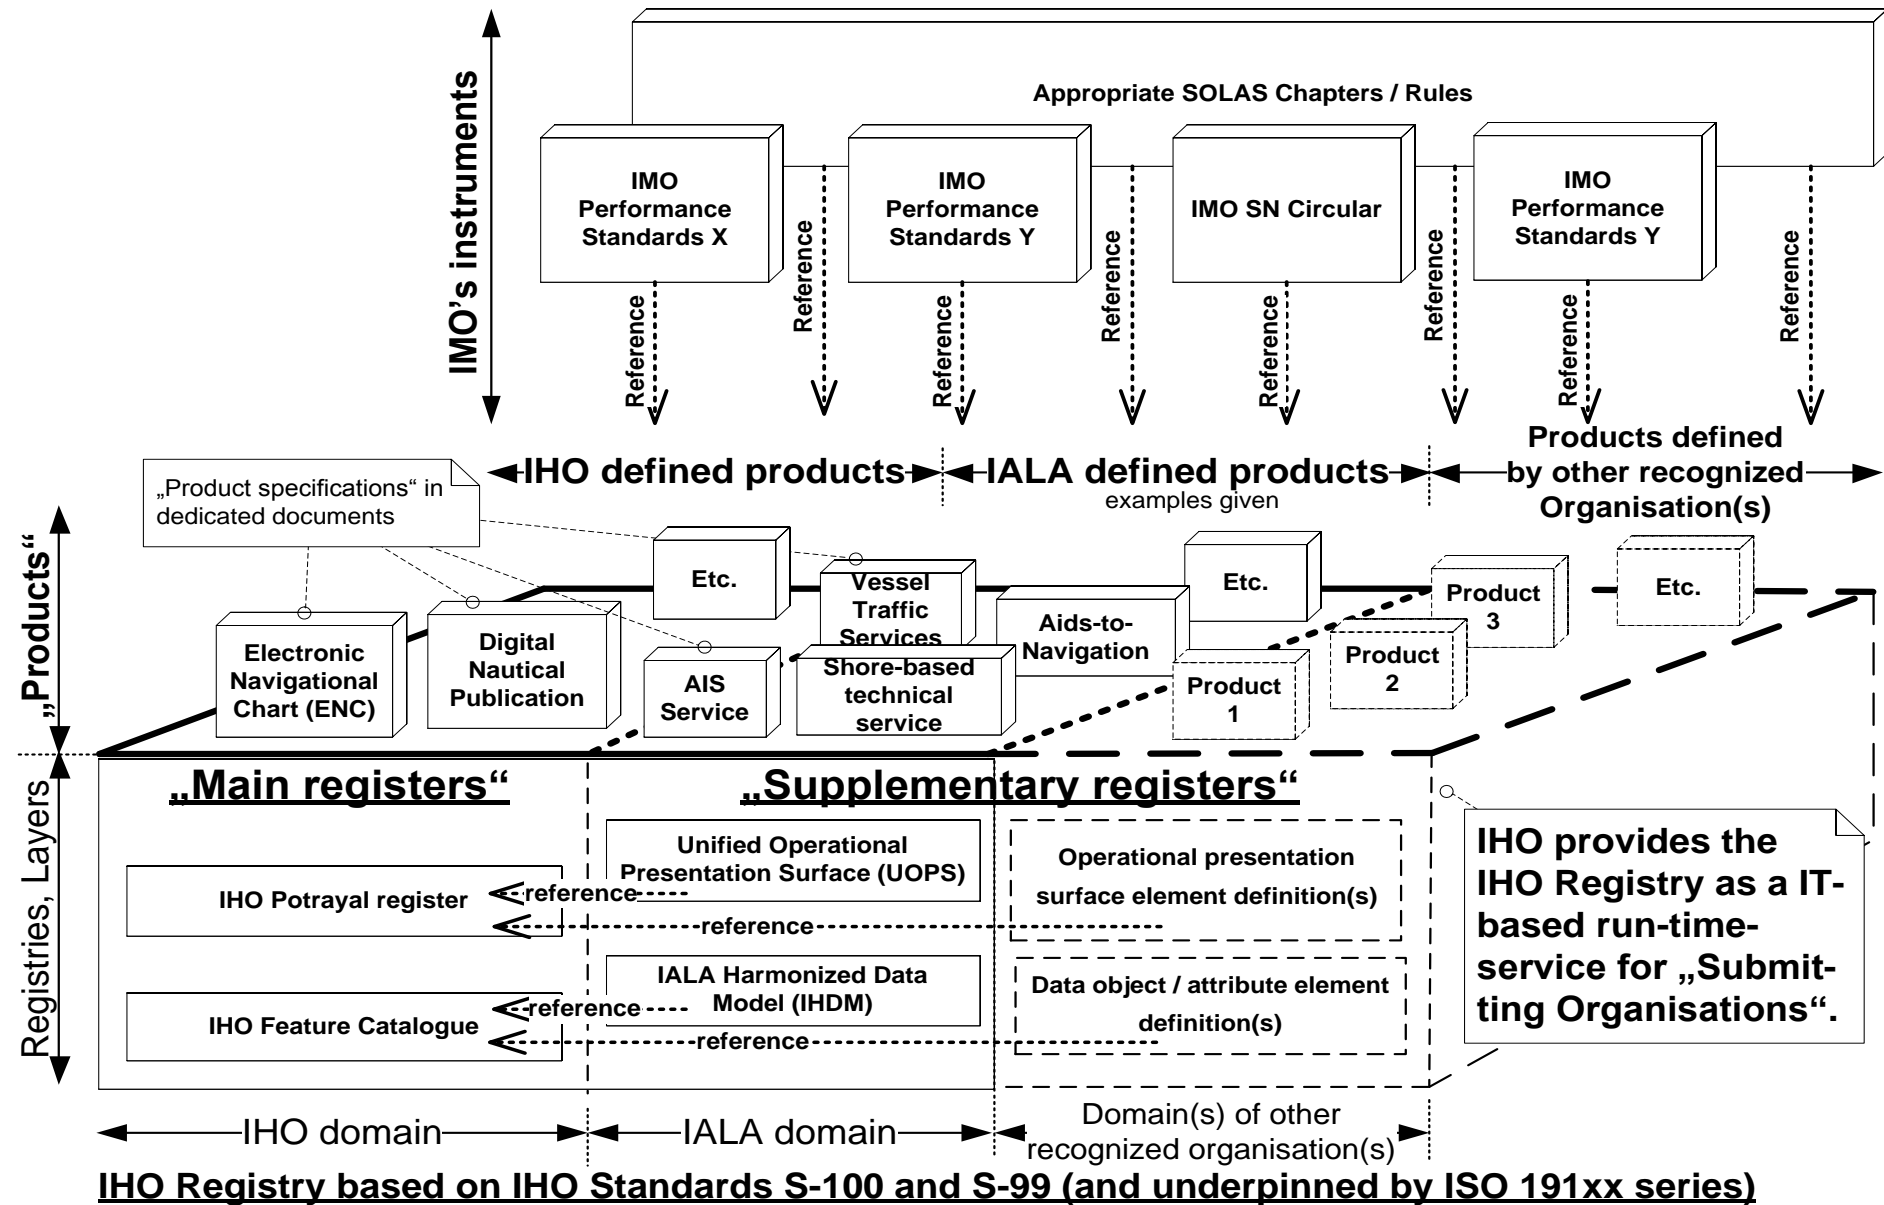 IMO's instruments
Appropriate SOLAS Chapters / Rules
IMO
Performance
Standards X
IMO
Performance
Standards Y
IMO SN Circular
IMO
Performance
Standards Y
Reference
Reference
Reference
Reference
Reference
Reference
Reference
Reference
IHO defined products
IALA defined products
examples given
Products defined
by other recognized
Organisation(s)
„Product specifications“ in
dedicated documents
„Products“
Etc.
Vessel
Traffic
Services
Etc.
Product
3
Etc.
Electronic
Navigational
Chart (ENC)
Digital
Nautical
Publication
AIS
Service
Shore-based
technical
service
Aids-to-
Navigation
Product
1
Product
2
Registries, Layers
„Main registers“
„Supplementary registers“
IHO Potrayal register
Unified Operational
Presentation Surface (UOPS)
Operational presentation
surface element definition(s)
reference
reference
IHO Feature Catalogue
IALA Harmonized Data
Model (IHDM)
Data object / attribute element
definition(s)
reference
reference
IHO provides the
IHO Registry as a IT-
based run-time-
service for „Submit-
ting Organisations“.
IHO domain
IALA domain
Domain(s) of other
recognized organisation(s)
IHO Registry based on IHO Standards S-100 and S-99 (and underpinned by ISO 191xx series)